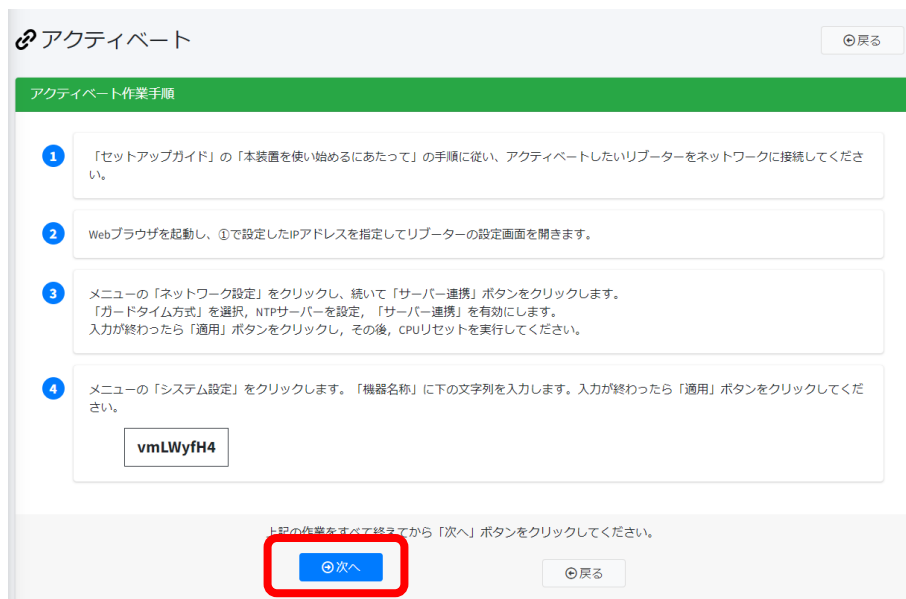 アクティベート
戻る
アクティベート作業手順
1
「セットアップガイド」の「本装置を使い始めるにあたって」の手順に従い、アクティベートしたいリブーターをネットワークに接続してくださ
い。
2
Webブラウザを起動し、①で設定したIPアドレスを指定してリブーターの設定画面を開きます。
3
メニューの「ネットワーク設定」をクリックし、続いて「サーバー連携」ボタンをクリックします。
「ガードタイム方式」を選択，NTPサーバーを設定，「サーバー連携」を有効にします。
入力が終わったら「適用」ボタンをクリックし，その後，CPUリセットを実行してください。
4
メニューの「システム設定」をクリックします。「機器名称」に下の文字列を入力します。入力が終わったら「適用」ボタンをクリックしてくだ
さい。
vmLWyfH4
上記の作業をすべて終えてから「次へ」ボタンをクリックしてください。
次へ
戻る